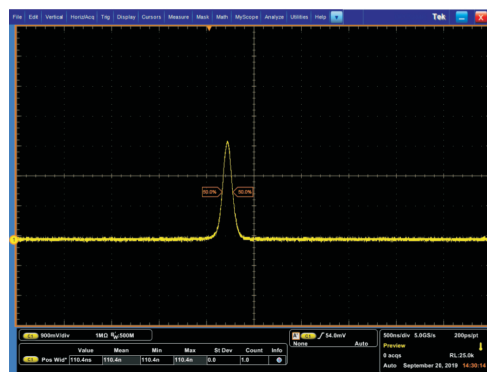 File Edit Vertical Horiz/Acq Trig Display Cursors Measure Mask Math MyScope Analyze Utilities Help Tek X
50.0% 50.0%
C1 900mV/div 1MΩ BW:500M
A' C1 54.0mV
None Auto
500ns/div 5.0GS/s 200ps/pt
Preview
0 acqs RL:25.0k
Auto September 20, 2019 14:30:14
Value Mean Min Max St Dev Count Info
C1 Pos Wid* 110.4ns 110.4n 110.4n 110.4n 0.0 1.0